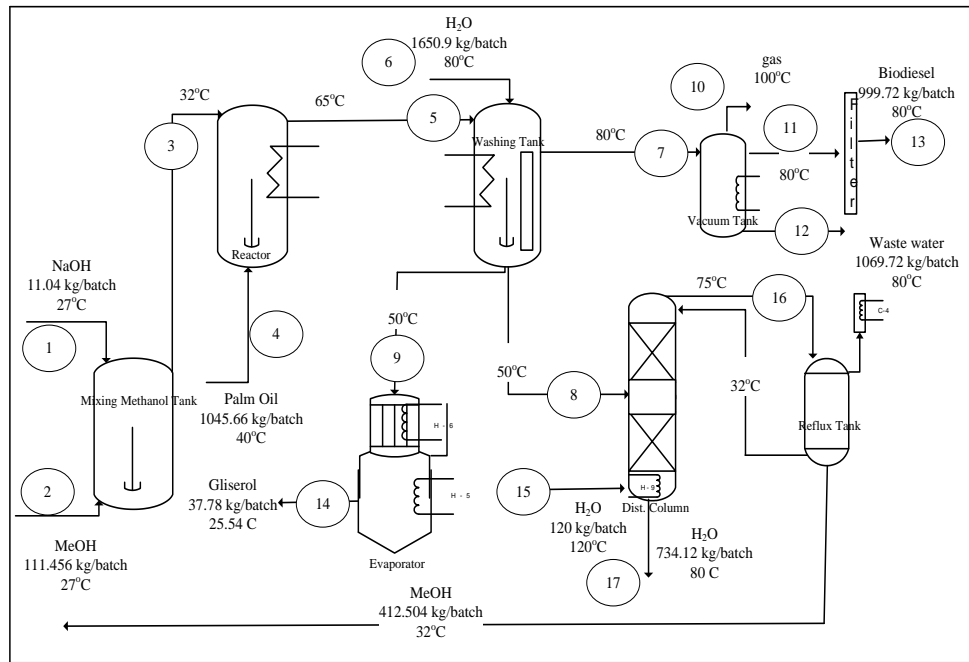 H₂O
1650.9 kg/batch
80°C
6
gas
100°C
10
Biodiesel
999.72 kg/batch
80°C
32°C
65°C
5
3
Washing Tank
80°C
7
11
80°C
Filter
13
Vacuum Tank
12
Reactor
NaOH
11.04 kg/batch
27°C
1
4
Waste water
1069.72 kg/batch
80°C
75°C
16
C-4
50°C
9
50°C
8
32°C
Mixing Methanol Tank
Palm Oil
1045.66 kg/batch
40°C
Reflux Tank
H - 6
2
Gliserol
37.78 kg/batch
25.54 C
14
H - 5
15
H-9
H₂O
120 kg/batch
120°C
Dist. Column
H₂O
734.12 kg/batch
80 C
17
MeOH
111.456 kg/batch
27°C
Evaporator
MeOH
412.504 kg/batch
32°C